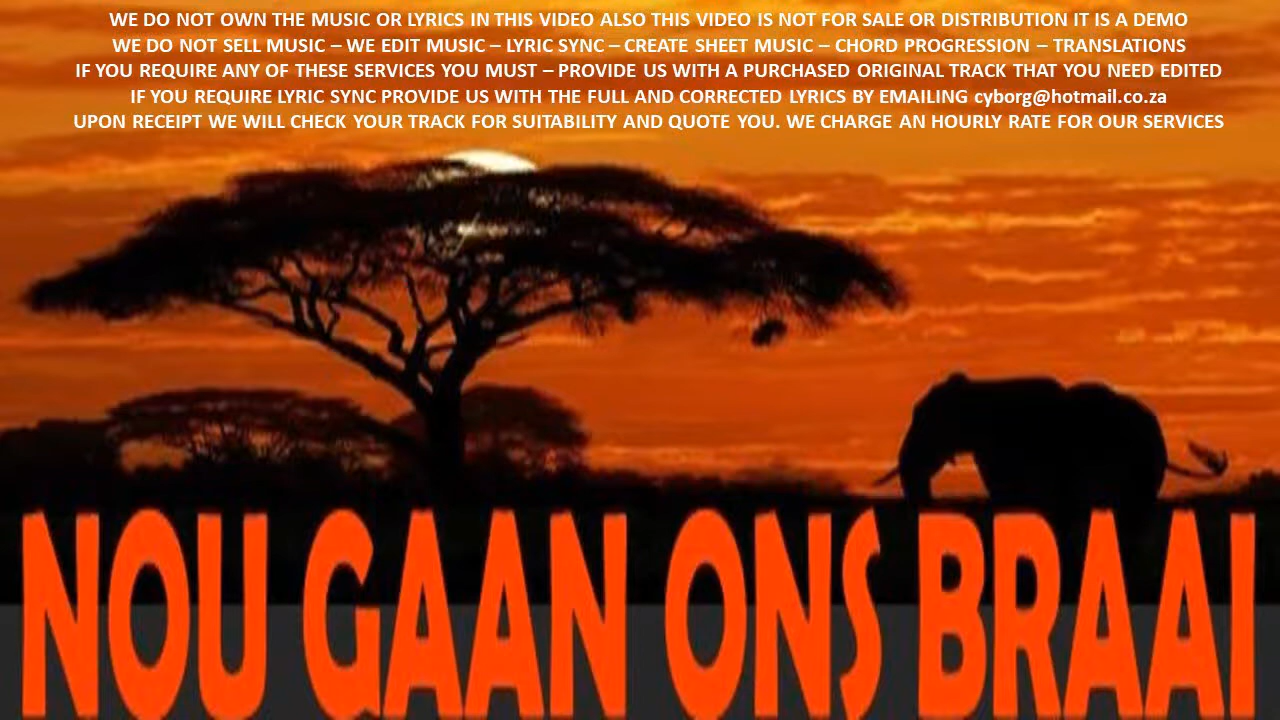 WE DO NOT OWN THE MUSIC OR LYRICS IN THIS VIDEO ALSO THIS VIDEO IS NOT FOR SALE OR DISTRIBUTION IT IS A DEMO
WE DO NOT SELL MUSIC – WE EDIT MUSIC – LYRIC SYNC – CREATE SHEET MUSIC – CHORD PROGRESSION – TRANSLATIONS
IF YOU REQUIRE ANY OF THESE SERVICES YOU MUST – PROVIDE US WITH A PURCHASED ORIGINAL TRACK THAT YOU NEED EDITED
IF YOU REQUIRE LYRIC SYNC PROVIDE US WITH THE FULL AND CORRECTED LYRICS BY EMAILING cyborg@hotmail.co.za
UPON RECEIPT WE WILL CHECK YOUR TRACK FOR SUITABILITY AND QUOTE YOU. WE CHARGE AN HOURLY RATE FOR OUR SERVICES
NOU GAAN ONS BRAAI